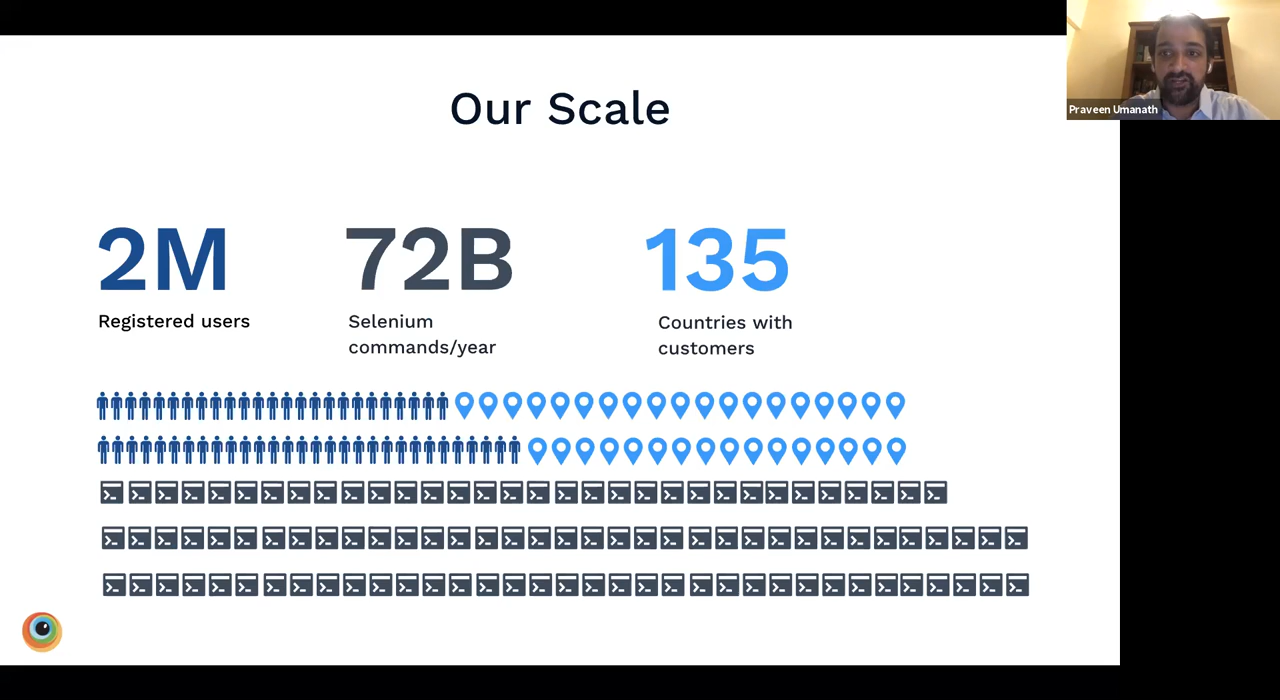 Our Scale
Praveen Umanath
2M
Registered users
72B
Selenium
commands/year
135
Countries with
customers